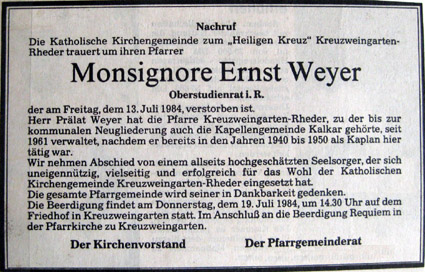 Nachruf
Die Katholische Kirchengemeinde zum „Heiligen Kreuz" Kreuzweingarten-
Rheder trauert um ihren Pfarrer
Monsignore Ernst Weyer
Oberstudienrat i. R.
der am Freitag, dem 13. Juli 1984, verstorben ist.
Herr Prälat Weyer hat die Pfarre Kreuzweingarten-Rheder, zu der bis zur
kommunalen Neugliederung auch die Kapellengemeinde Kalkar gehörte, seit
1961 verwaltet, nachdem er bereits in den Jahren 1940 bis 1950 als Kaplan hier
tätig war.
Wir nehmen Abschied von einem allseits hochgeschätzten Seelsorger, der sich
uneigennützig, vielseitig und erfolgreich für das Wohl der Katholischen
Kirchengemeinde Kreuzweingarten-Rheder eingesetzt hat.
Die gesamte Pfarrgemeinde wird seiner in Dankbarkeit gedenken.
Die Beerdigung findet am Donnerstag, dem 19. Juli 1984, um 14.30 Uhr auf dem
Friedhof in Kreuzweingarten statt. Im Anschluß an die Beerdigung Requiem in
der Pfarrkirche zu Kreuzweingarten.
Der Kirchenvorstand Der Pfarrgemeinderat